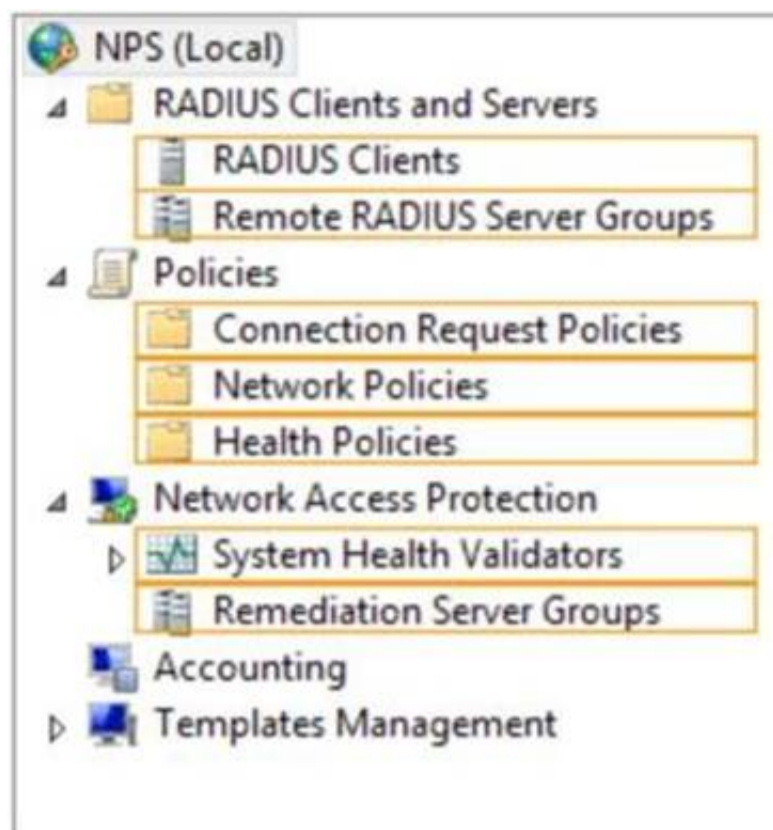 NPS (Local)
RADIUS Clients and Servers
RADIUS Clients
Remote RADIUS Server Groups
Policies
Connection Request Policies
Network Policies
Health Policies
Network Access Protection
System Health Validators
Remediation Server Groups
Accounting
Templates Management